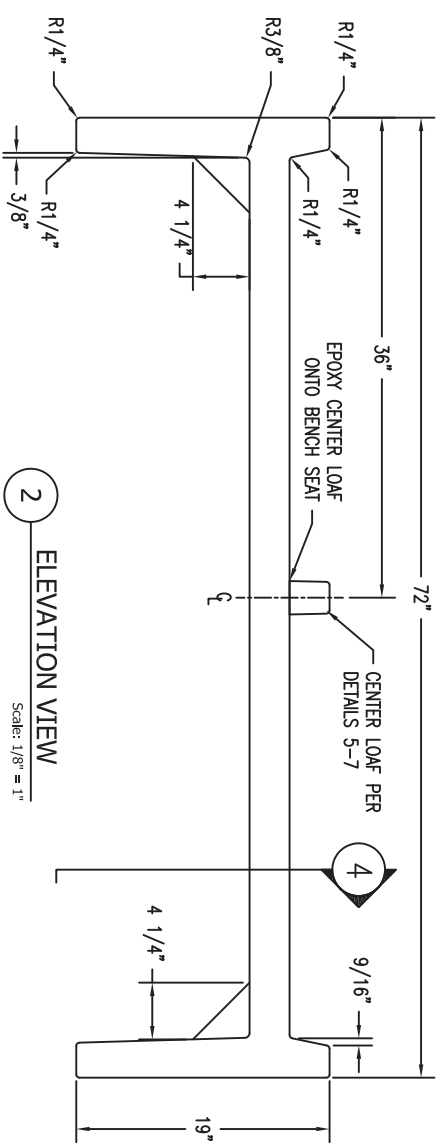 72"
36"
R1/4"
R1/4"
R1/4"
R3/8"
R1/4"
R1/4"
3/8"
4 1/4"
EPOXY CENTER LOAF
ONTO BENCH SEAT
CENTER LOAF PER
DETAILS 5-7
CL
4
9/16"
4 1/4"
19"
2
ELEVATION VIEW
Scale: 1/8" = 1"